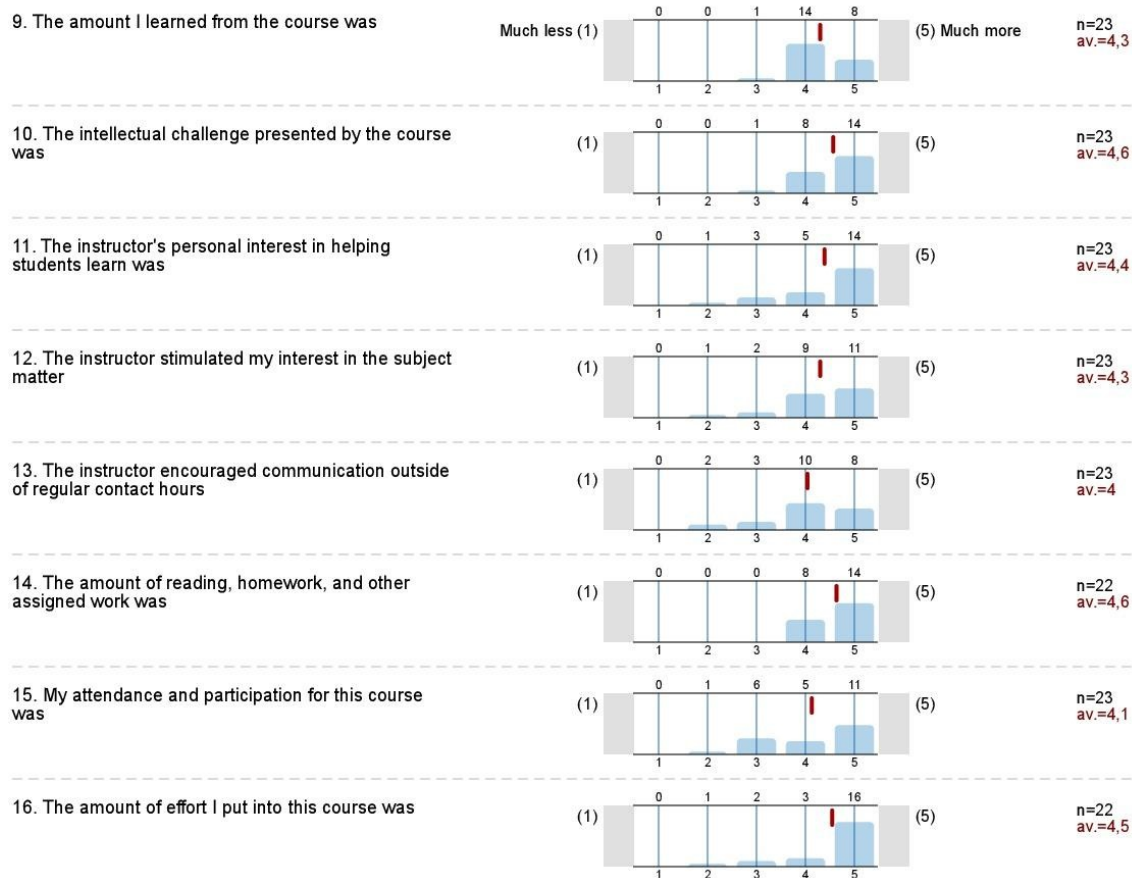 9. The amount I learned from the course was
0 0 1 14 8
Much less (1) (5) Much more
n=23
av.=4,3
1 2 3 4 5
10. The intellectual challenge presented by the course
was
0 0 1 8 14
(1) (5)
n=23
av.=4,6
1 2 3 4 5
11. The instructor's personal interest in helping
students learn was
0 1 3 5 14
(1) (5)
n=23
av.=4,4
1 2 3 4 5
12. The instructor stimulated my interest in the subject
matter
0 1 2 9 11
(1) (5)
n=23
av.=4,3
1 2 3 4 5
13. The instructor encouraged communication outside
of regular contact hours
0 2 3 10 8
(1) (5)
n=23
av.=4
1 2 3 4 5
14. The amount of reading, homework, and other
assigned work was
0 0 0 8 14
(1) (5)
n=22
av.=4,6
1 2 3 4 5
15. My attendance and participation for this course
was
0 1 6 5 11
(1) (5)
n=23
av.=4,1
1 2 3 4 5
16. The amount of effort I put into this course was
0 1 2 3 16
(1) (5)
n=22
av.=4,5
1 2 3 4 5